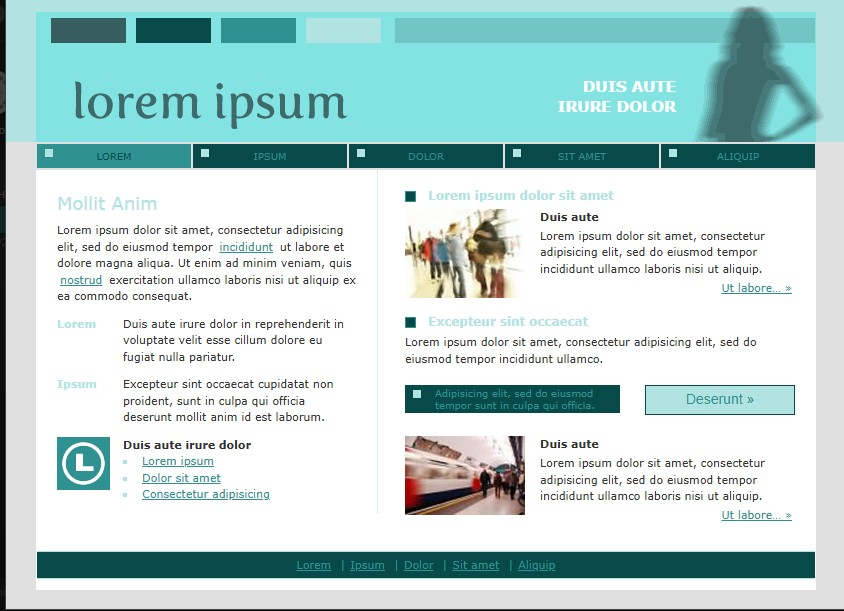 lorem ipsum
DUIS AUTE
IRURE DOLOR
LOREM
IPSUM
DOLOR
SIT AMET
ALIQUIP
Mollit Anim
Lorem ipsum dolor sit amet, consectetur adipisicing
elit, sed do eiusmod tempor incididunt ut labore et
dolore magna aliqua. Ut enim ad minim veniam, quis
nostrud exercitation ullamco laboris nisi ut aliquip ex
ea commodo consequat.
Lorem
Duis aute irure dolor in reprehenderit in
voluptate velit esse cillum dolore eu
fugiat nulla pariatur.
Ipsum
Excepteur sint occaecat cupidatat non
proident, sunt in culpa qui officia
deserunt mollit anim id est laborum.
L
Duis aute irure dolor
Lorem ipsum
Dolor sit amet
Consectetur adipisicing
Lorem ipsum dolor sit amet
Duis aute
Lorem ipsum dolor sit amet, consectetur
adipisicing elit, sed do eiusmod tempor
incididunt ullamco laboris nisi ut aliquip.
Ut labore... »
Excepteur sint occaecat
Lorem ipsum dolor sit amet, consectetur adipisicing elit, sed do
eiusmod tempor incididunt ullamco.
Adipisicing elit, sed do eiusmod
tempor sunt in culpa qui officia.
Deserunt »
Duis aute
Lorem ipsum dolor sit amet, consectetur
adipisicing elit, sed do eiusmod tempor
incididunt ullamco laboris nisi ut aliquip.
Ut labore... »
Lorem | Ipsum | Dolor | Sit amet | Aliquip